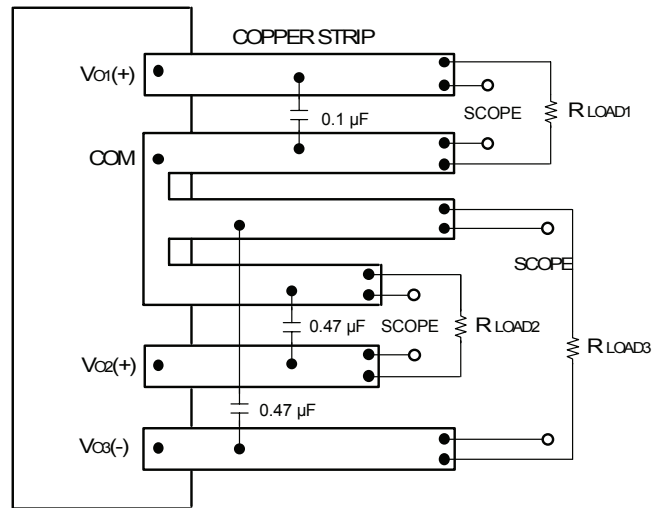 COPPER STRIP
VO1(+)
SCOPE
0.1 µF
RLOAD1
COM
SCOPE
0.47 µF
SCOPE
RLOAD2
RLOAD3
VO2(+)
0.47 µF
VO3(-)